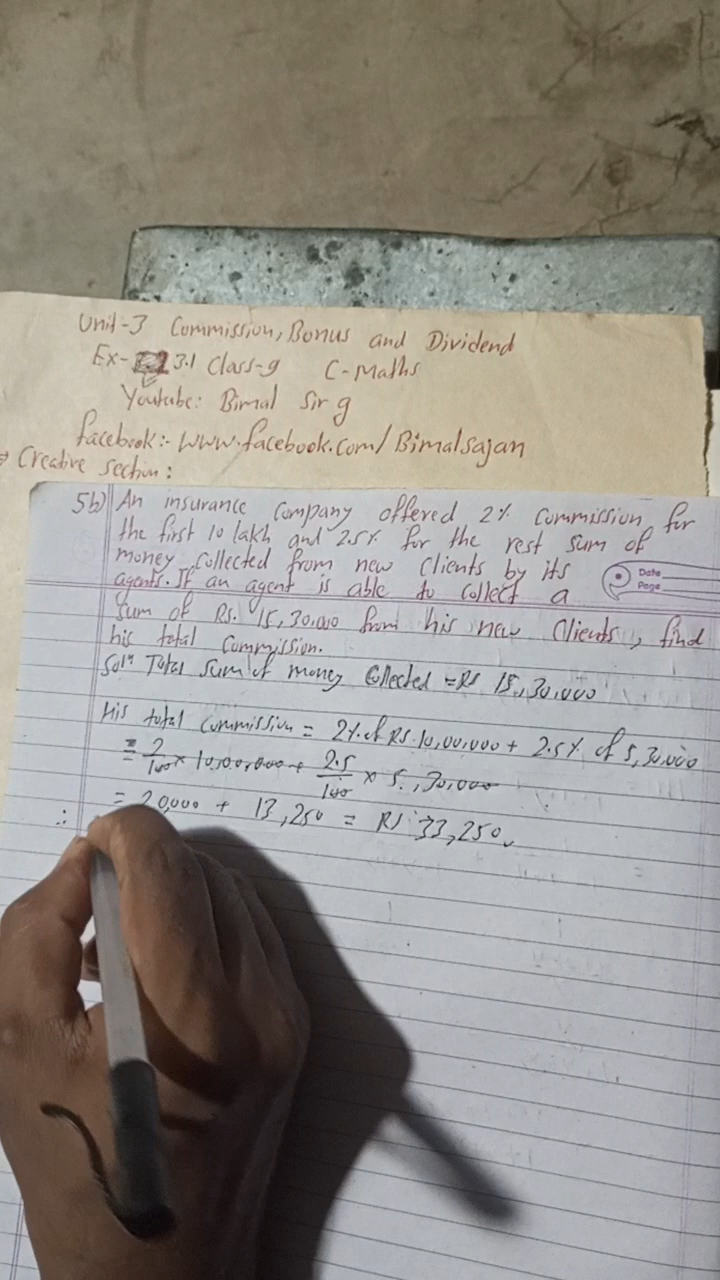 Unit-3 Commission, Bonus and Dividend
Ex- 3.1 Class-9 C-Maths
Youtube: Bimal Sir g
facebook:- www.facebook.com/Bimalsajan
⇒ Creative section:
5b) An insurance Company offered 2% Commission for
the first 10 lakh and 2.5% for the rest sum of
money Collected from new Clients by its
Date
Page
agents. If an agent is able to collect a
sum of Rs. 15,30,000 from his new Clients, find
his total Commission.
Solⁿ Total sum of money Collected = Rs 15,30,000
His total commission = 2% of Rs. 10,00,000 + 2.5% of 5,30,000
= 2/100 × 10,00,000 + 2.5/100 × 5,30,000
= 20,000 + 13,250 = Rs. 33,250
∴